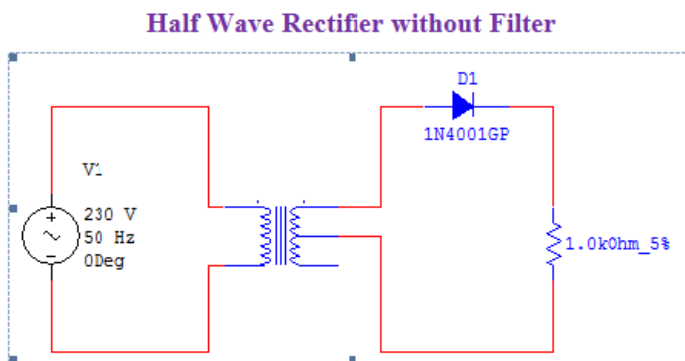 Half Wave Rectifier without Filter
D1
1N4001GP
V1
230 V
50 Hz
0Deg
1.0kOhm_5%